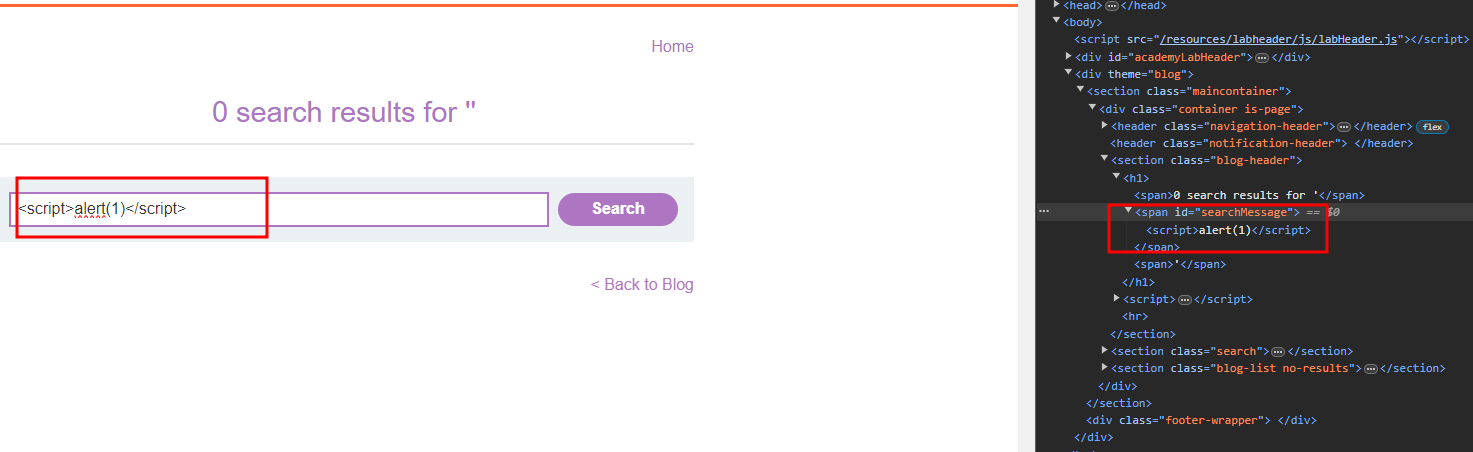 Home
0 search results for ''
<script>alert(1)</script>
Search
< Back to Blog
<head>…</head>
<body>
<script src="/resources/labheader/js/labHeader.js"></script>
<div id="academyLabHeader">…</div>
<div theme="blog">
<section class="maincontainer">
<div class="container is-page">
<header class="navigation-header">…</header> flex
<header class="notification-header"> </header>
<section class="blog-header">
<h1>
<span>0 search results for '</span>
… <span id="searchMessage"> == $0
<script>alert(1)</script>
</span>
<span>'</span>
</h1>
<script>…</script>
<hr>
</section>
<section class="search">…</section>
<section class="blog-list no-results">…</section>
</div>
</section>
<div class="footer-wrapper"> </div>
</div>